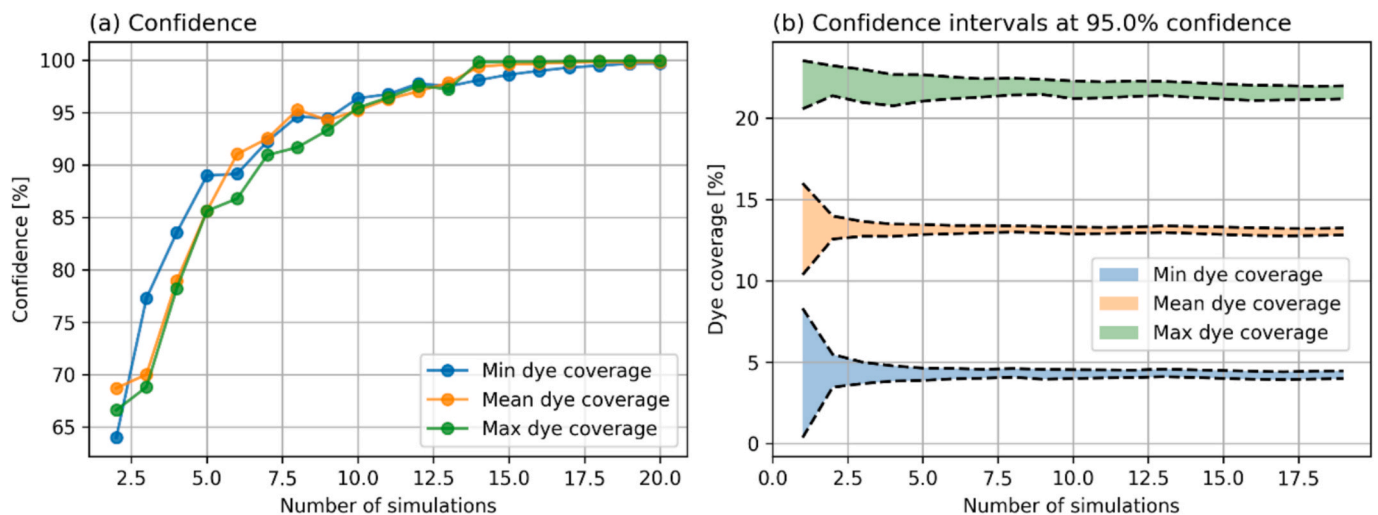 (a) Confidence
100
95
90
85
80
75
70
65
Confidence [%]
2.5 5.0 7.5 10.0 12.5 15.0 17.5 20.0
Number of simulations
Min dye coverage
Mean dye coverage
Max dye coverage
(b) Confidence intervals at 95.0% confidence
20
15
10
5
0
Dye coverage [%]
0.0 2.5 5.0 7.5 10.0 12.5 15.0 17.5
Number of simulations
Min dye coverage
Mean dye coverage
Max dye coverage